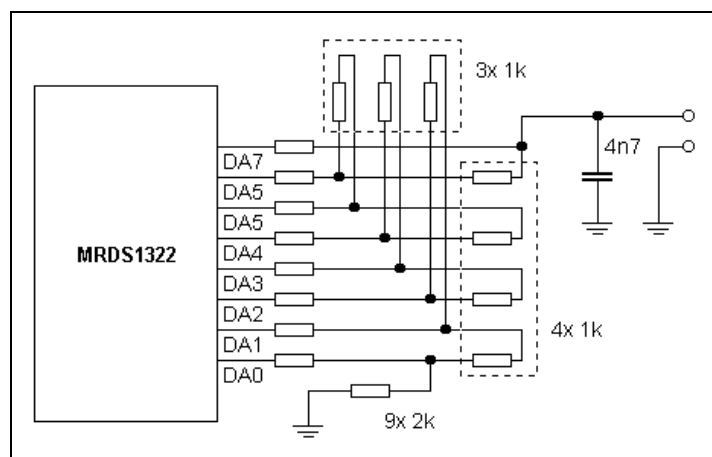 3x 1k
4n7
DA7
DA5
DA5
DA4
MRDS1322
DA3
DA2
4x 1k
DA1
DA0
9x 2k